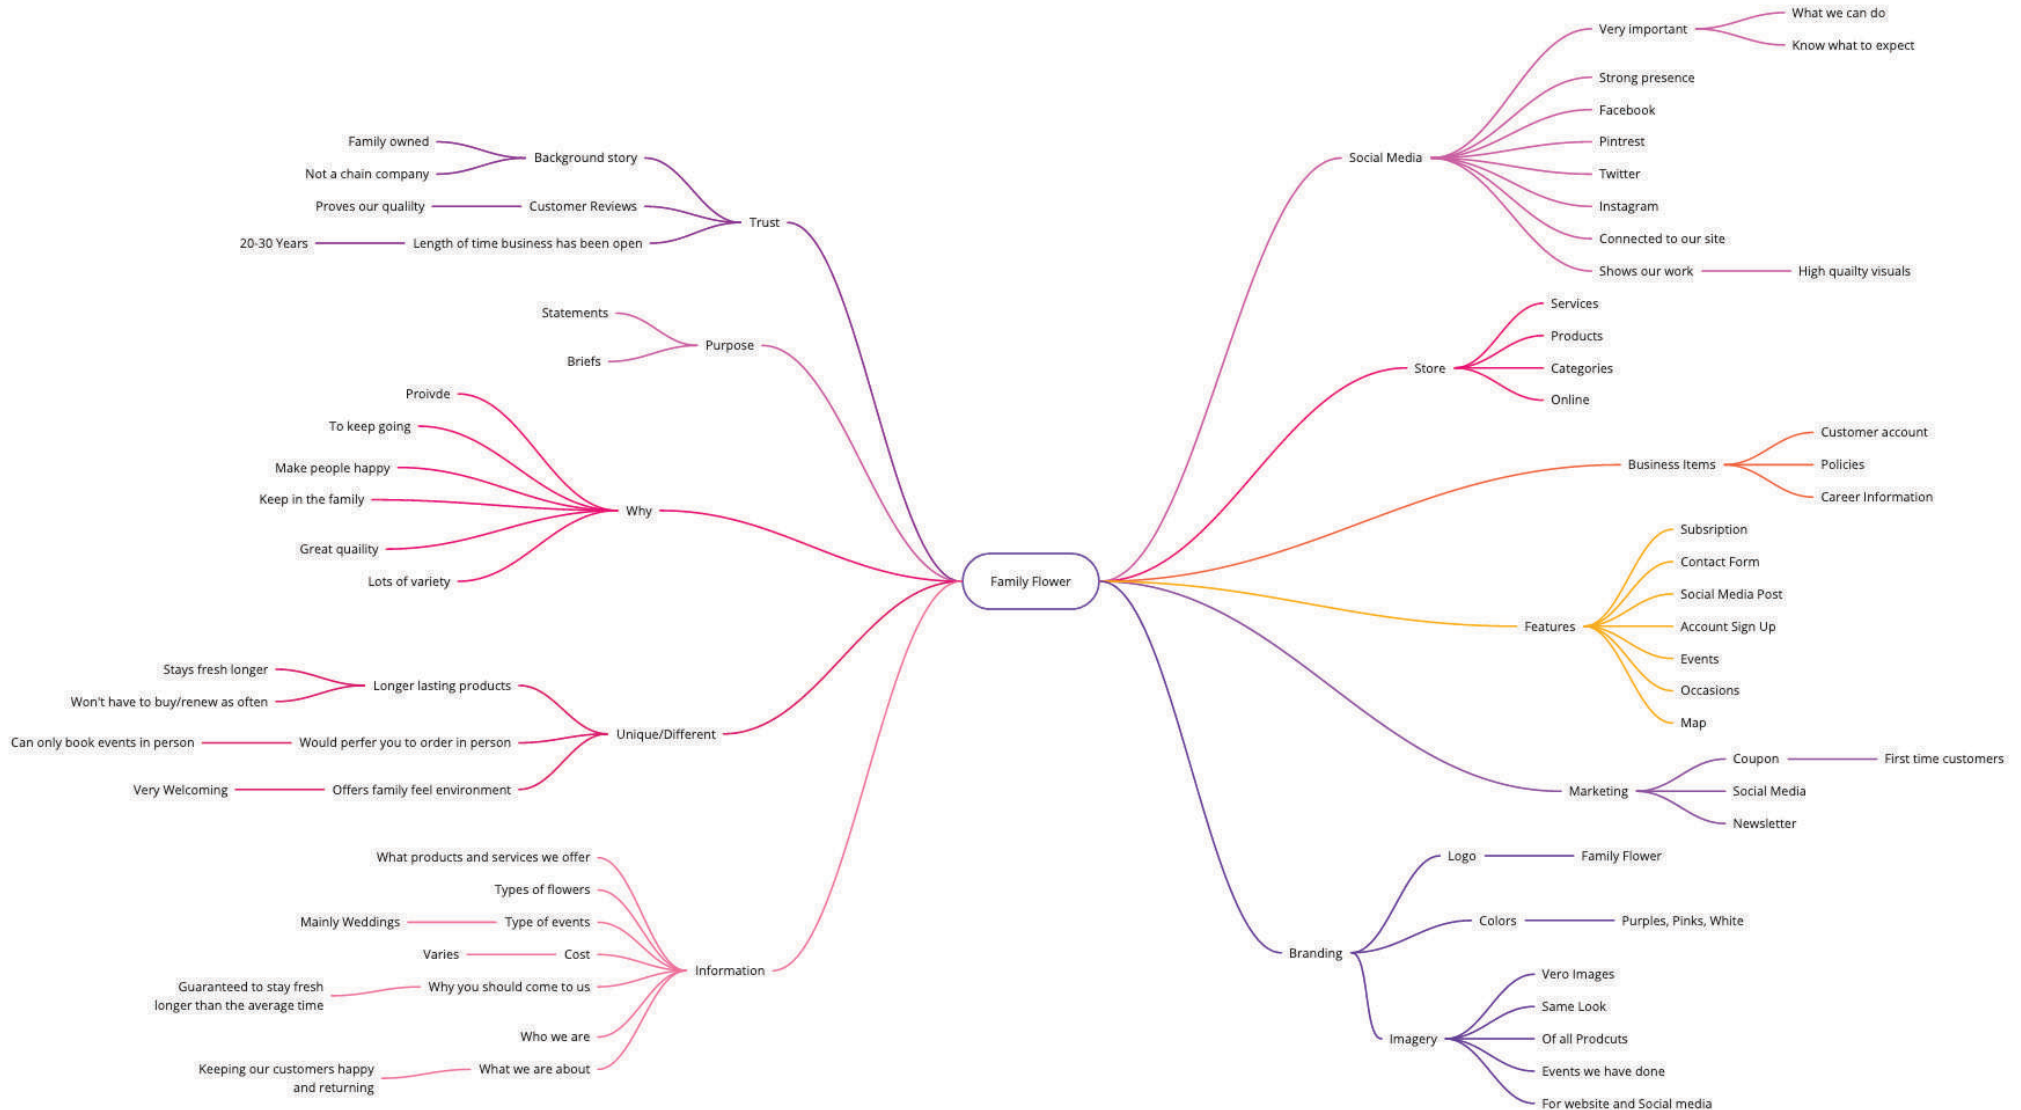 Family Flower
Trust
Background story
Family owned
Not a chain company
Customer Reviews
Proves our qualilty
Length of time business has been open
20-30 Years
Purpose
Statements
Briefs
Why
Proivde
To keep going
Make people happy
Keep in the family
Great quaility
Lots of variety
Unique/Different
Longer lasting products
Stays fresh longer
Won't have to buy/renew as often
Would perfer you to order in person
Can only book events in person
Offers family feel environment
Very Welcoming
Information
What products and services we offer
Types of flowers
Type of events
Mainly Weddings
Cost
Varies
Why you should come to us
Guaranteed to stay fresh
longer than the average time
Who we are
What we are about
Keeping our customers happy
and returning
Social Media
Very important
What we can do
Know what to expect
Strong presence
Facebook
Pintrest
Twitter
Instagram
Connected to our site
Shows our work
High quailty visuals
Store
Services
Products
Categories
Online
Business Items
Customer account
Policies
Career Information
Features
Subsription
Contact Form
Social Media Post
Account Sign Up
Events
Occasions
Map
Marketing
Coupon
First time customers
Social Media
Newsletter
Branding
Logo
Family Flower
Colors
Purples, Pinks, White
Imagery
Vero Images
Same Look
Of all Prodcuts
Events we have done
For website and Social media